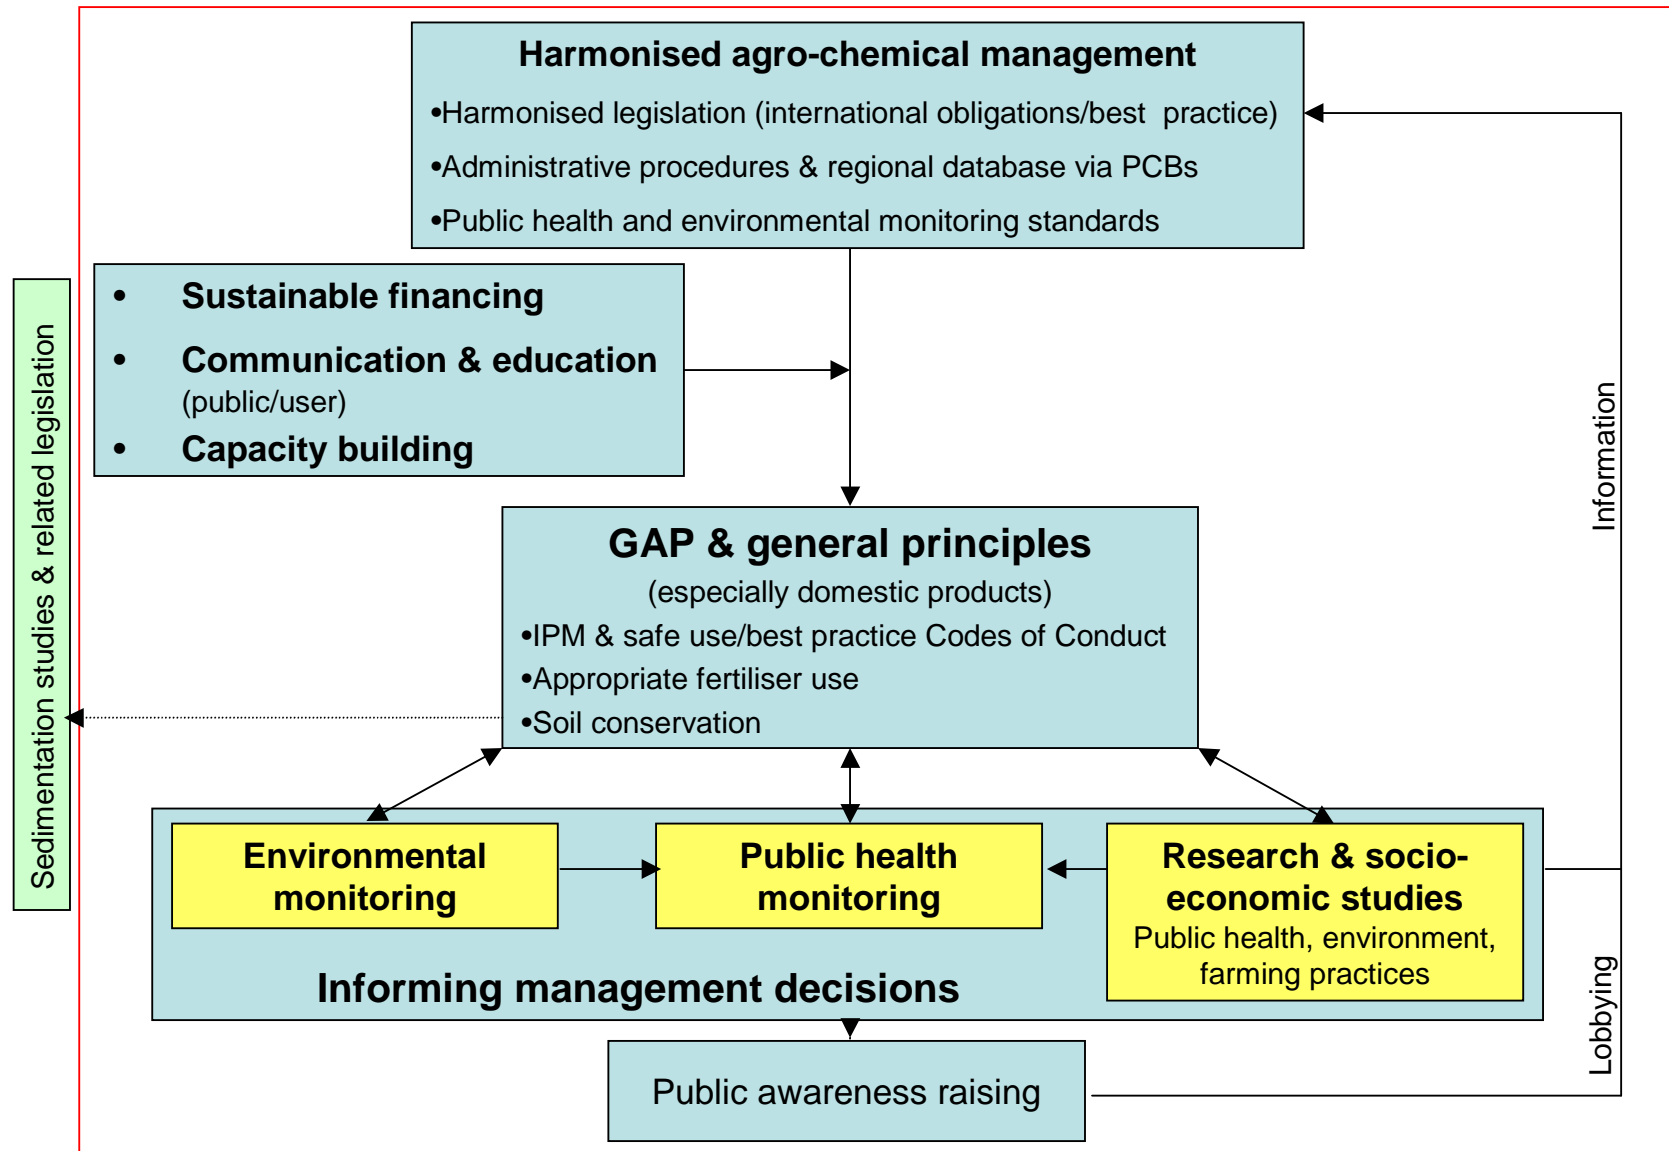 Harmonised agro-chemical management
•Harmonised legislation (international obligations/best practice)
•Administrative procedures & regional database via PCBs
•Public health and environmental monitoring standards
• Sustainable financing
• Communication & education
(public/user)
• Capacity building
Sedimentation studies & related legislation
Information
GAP & general principles
(especially domestic products)
•IPM & safe use/best practice Codes of Conduct
•Appropriate fertiliser use
•Soil conservation
Environmental
monitoring
Public health
monitoring
Research & socio-
economic studies
Public health, environment,
farming practices
Informing management decisions
Lobbying
Public awareness raising